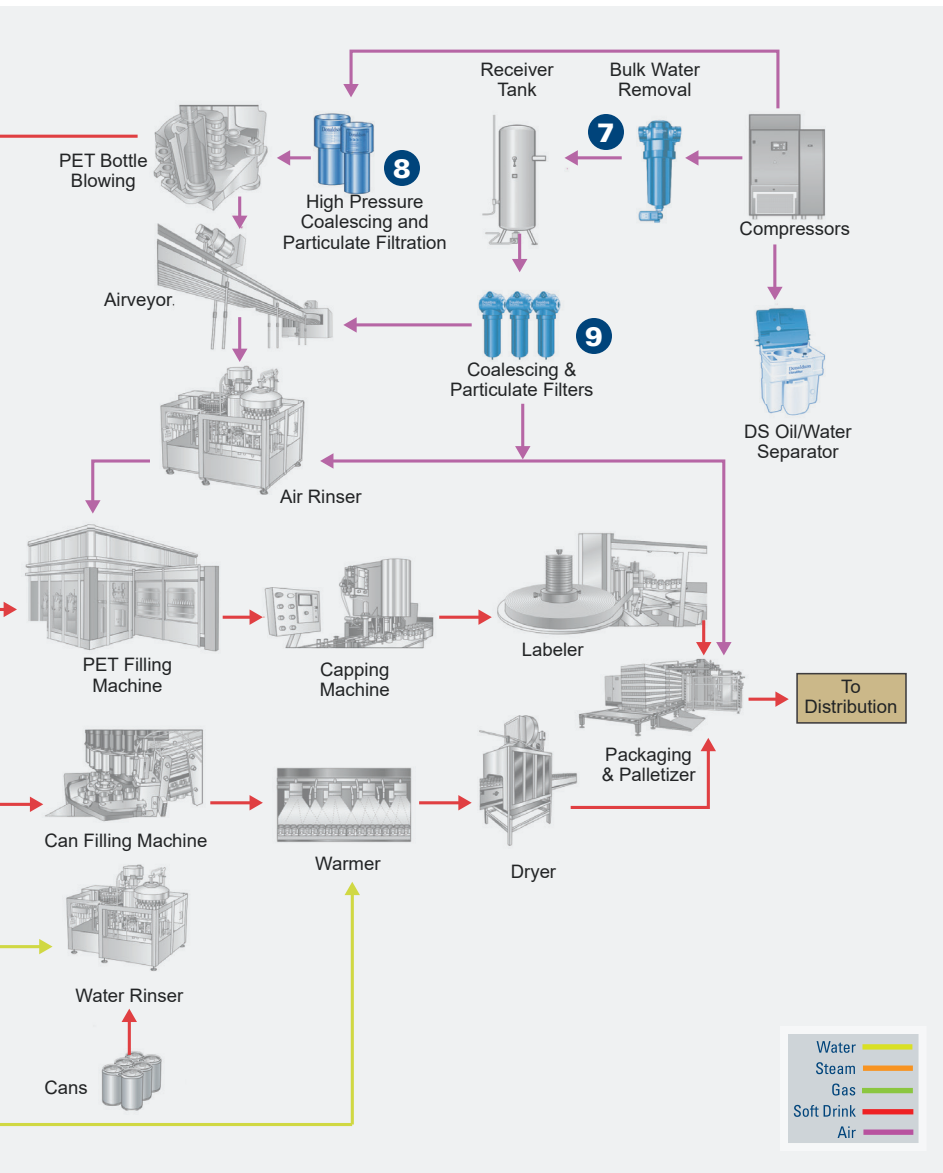 Receiver
Tank
Bulk Water
Removal
7
PET Bottle
Blowing
8
High Pressure
Coalescing and
Particulate Filtration
Compressors
Airveyor.
9
Coalescing &
Particulate Filters
DS Oil/Water
Separator
Air Rinser
PET Filling
Machine
Capping
Machine
Labeler
To
Distribution
Packaging
& Palletizer
Can Filling Machine
Warmer
Dryer
Water Rinser
Cans
Water
Steam
Gas
Soft Drink
Air